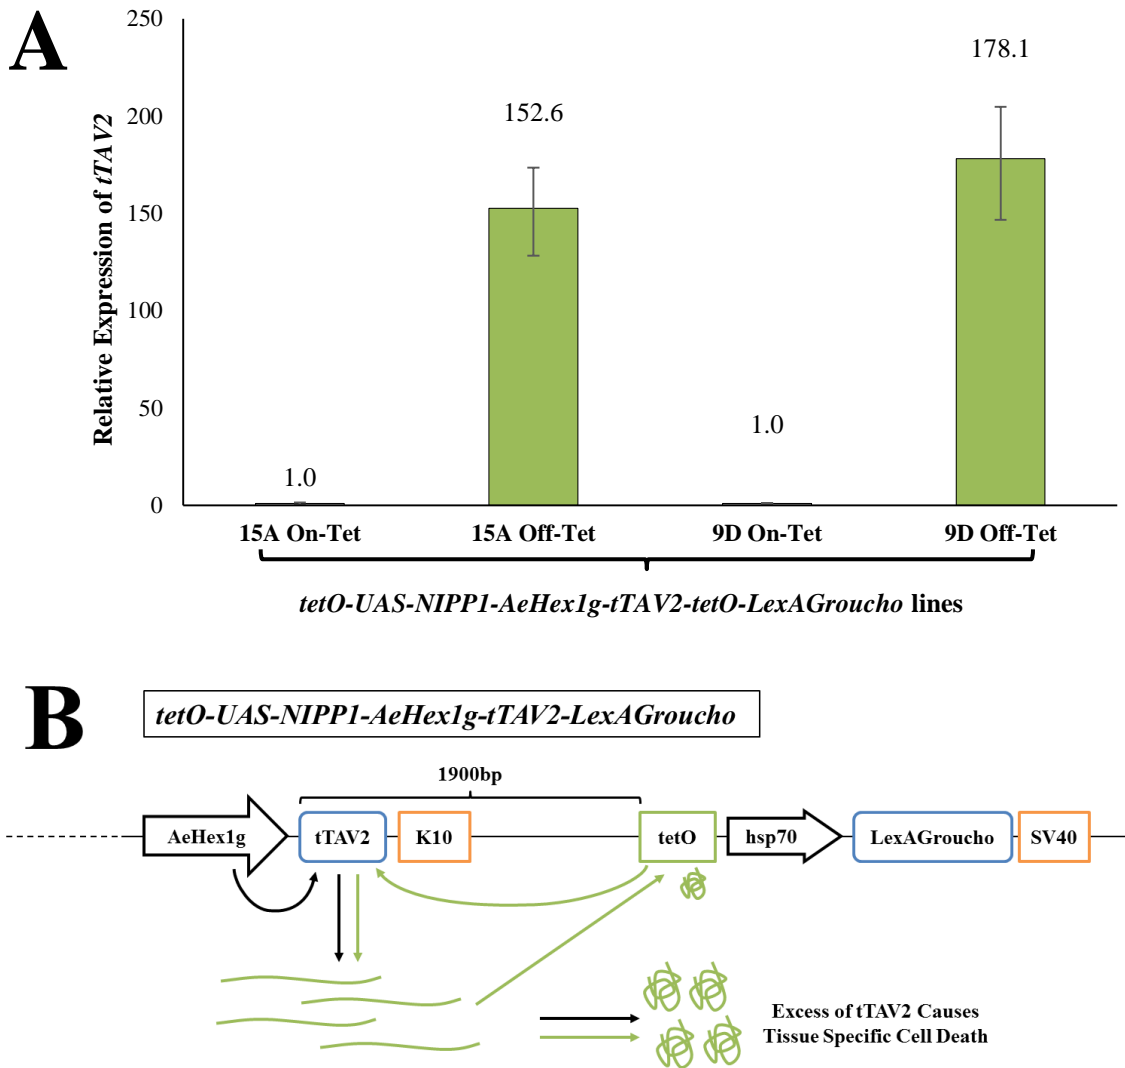 A
250
200
150
100
50
0
Relative Expression of tTAV2
1.0
152.6
1.0
178.1
15A On-Tet
15A Off-Tet
9D On-Tet
9D Off-Tet
tetO-UAS-NIPP1-AeHex1g-tTAV2-tetO-LexAGroucho lines
B
tetO-UAS-NIPP1-AeHex1g-tTAV2-LexAGroucho
1900bp
AeHex1g
tTAV2
K10
tetO
hsp70
LexAGroucho
SV40
Excess of tTAV2 Causes
Tissue Specific Cell Death